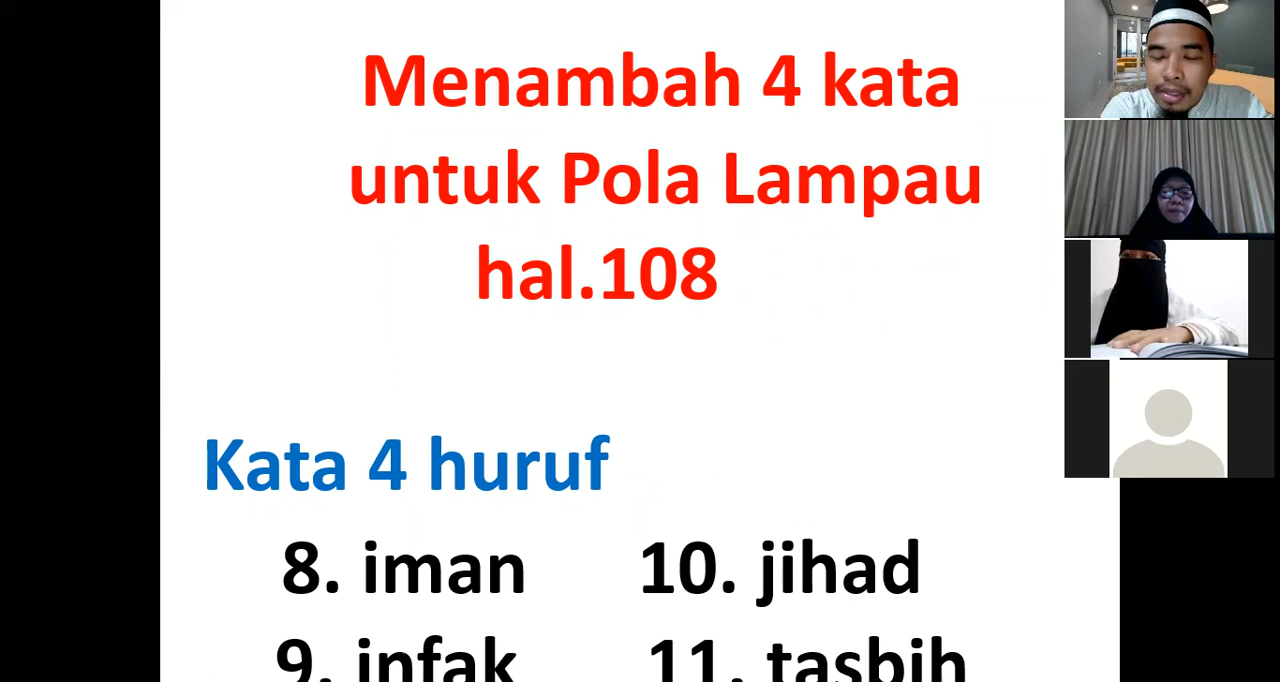 Menambah 4 kata
untuk Pola Lampau
hal.108
Kata 4 huruf
8. iman 10. jihad
9. infak 11. tasbih